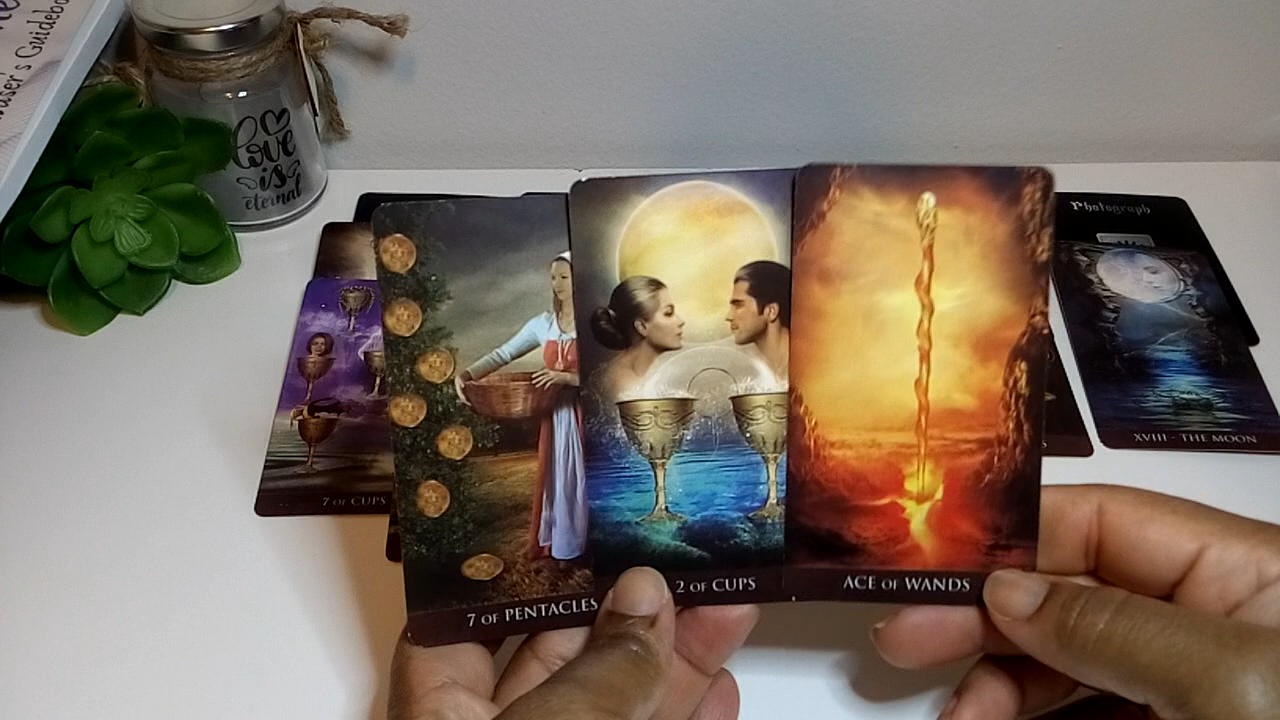 's Guidebo
love
is
eternal
Photograph
7 OF CUPS
XVIII - THE MOON
7 OF PENTACLES
2 OF CUPS
ACE OF WANDS